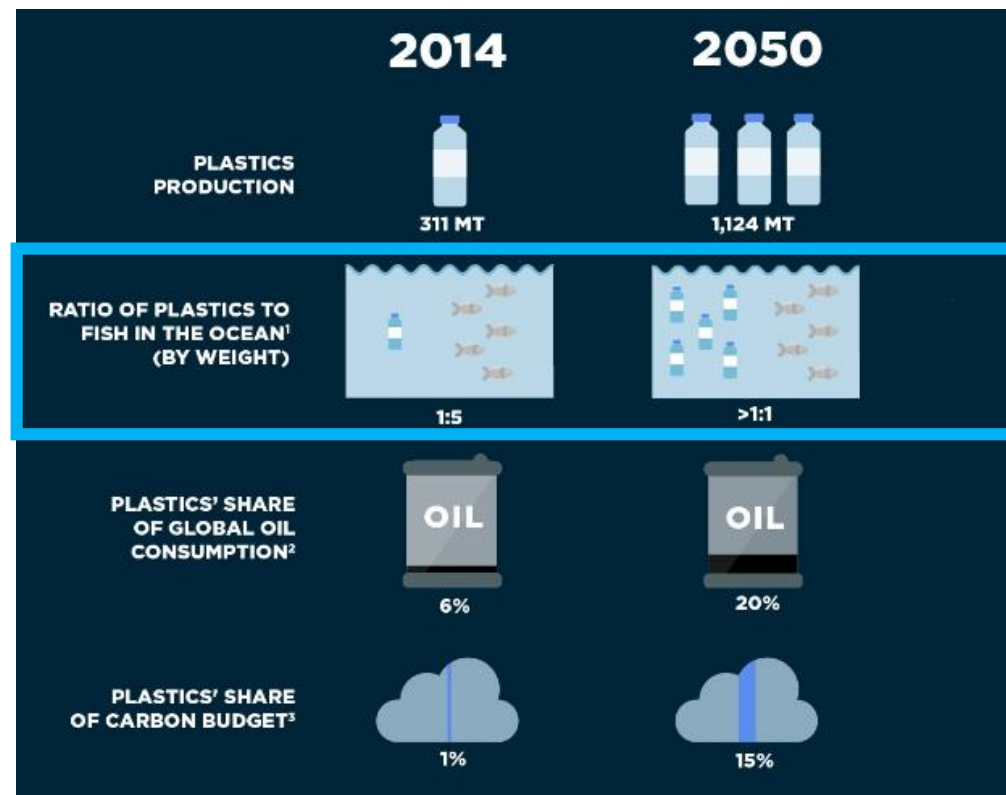 2014 2050
PLASTICS
PRODUCTION
311 MT 1,124 MT
RATIO OF PLASTICS TO
FISH IN THE OCEAN¹
(BY WEIGHT)
1:5 >1:1
PLASTICS' SHARE
OF GLOBAL OIL
CONSUMPTION²
OIL OIL
6% 20%
PLASTICS' SHARE
OF CARBON BUDGET³
1% 15%